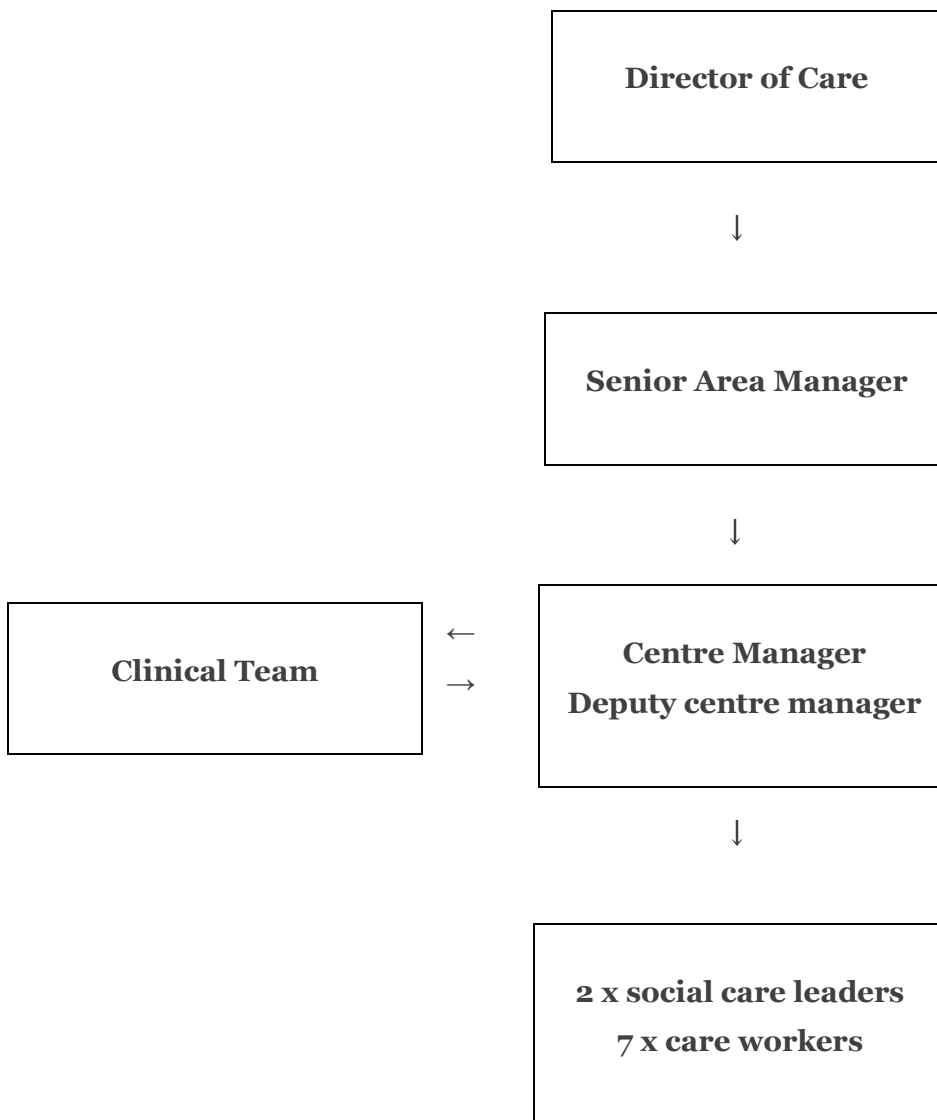 Director of Care
↓
Senior Area Manager
↓
Clinical Team
←
→
Centre Manager
Deputy centre manager
↓
2 x social care leaders
7 x care workers